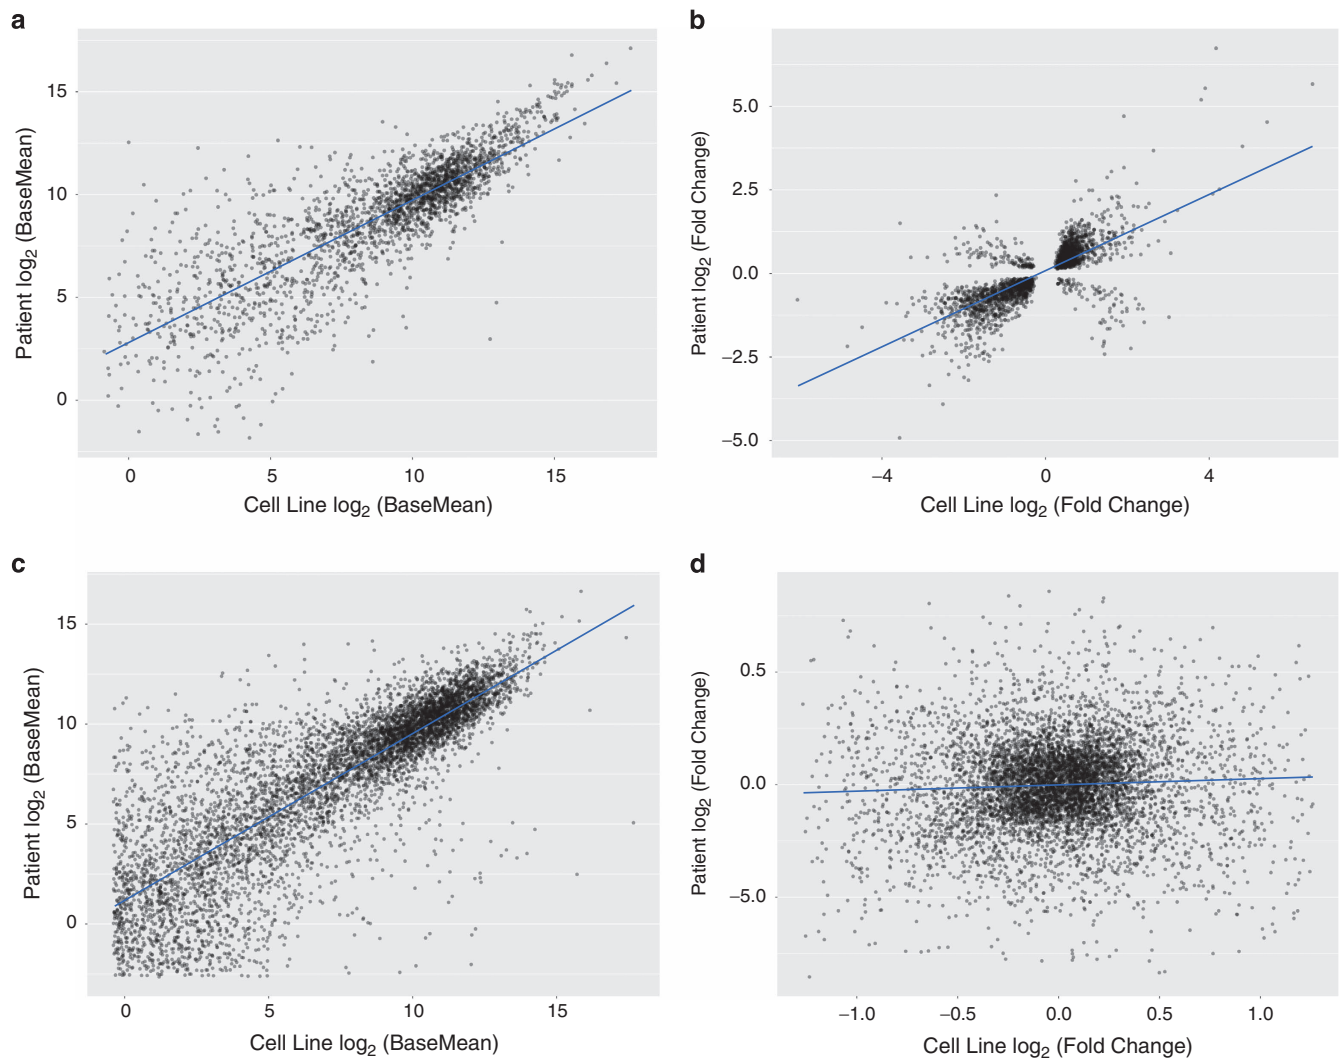 a
15
10
5
0
Patient log2 (BaseMean)
0 5 10 15
Cell Line log2 (BaseMean)
b
5.0
2.5
0.0
−2.5
−5.0
Patient log2 (Fold Change)
−4 0 4
Cell Line log2 (Fold Change)
c
15
10
5
0
Patient log2 (BaseMean)
0 5 10 15
Cell Line log2 (BaseMean)
d
0.5
0.0
−5.0
Patient log2 (Fold Change)
−1.0 −0.5 0.0 0.5 1.0
Cell Line log2 (Fold Change)